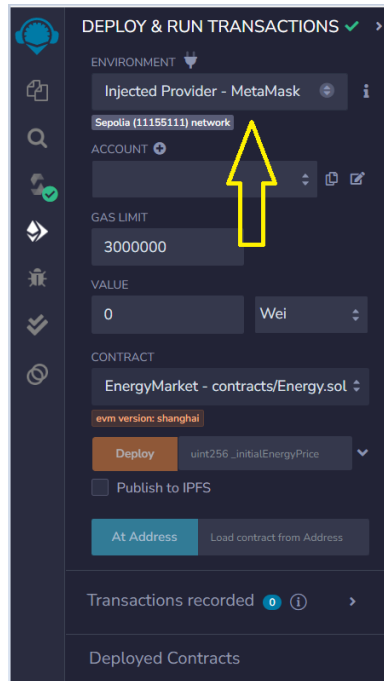 DEPLOY & RUN TRANSACTIONS
ENVIRONMENT
Injected Provider - MetaMask
Sepolia (11155111) network
ACCOUNT
GAS LIMIT
3000000
VALUE
0 Wei
CONTRACT
EnergyMarket - contracts/Energy.sol
evm version: shanghai
Deploy uint256 _initialEnergyPrice
Publish to IPFS
At Address Load contract from Address
Transactions recorded 0 i
Deployed Contracts